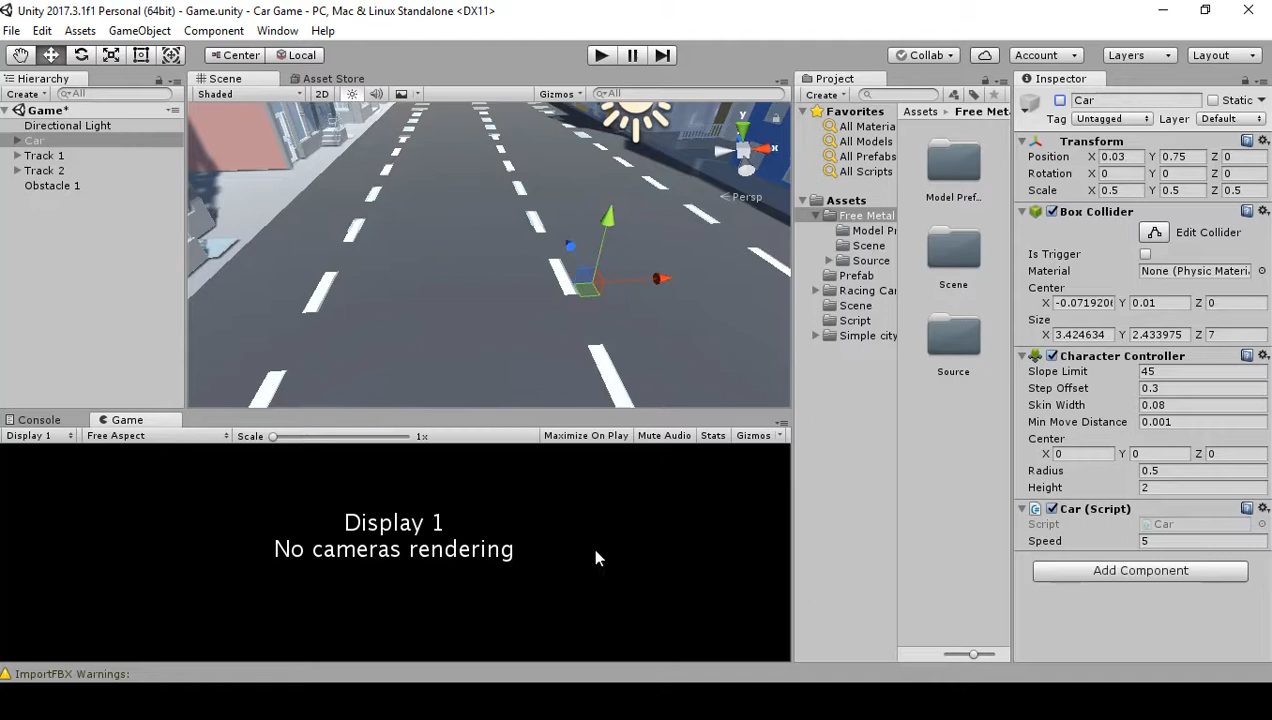 Unity 2017.3.1f1 Personal (64bit) - Game.unity - Car Game - PC, Mac & Linux Standalone <DX11>
File Edit Assets GameObject Component Window Help
Center Local Collab Account Layers Layout
Hierarchy
Create All
Game*
Directional Light
Car
Track 1
Track 2
Obstacle 1
Scene Asset Store
Shaded 2D Gizmos All
y
x
Persp
Console Game
Display 1 Free Aspect Scale 1x Maximize On Play Mute Audio Stats Gizmos
Display 1
No cameras rendering
ImportFBX Warnings:
Project
Create
Favorites
All Materia
All Models
All Prefabs
All Scripts
Assets
Free Metal
Model Pr
Scene
Source
Prefab
Racing Car
Scene
Script
Simple city
Assets Free Meta
Model Pref...
Scene
Source
Inspector
Car Static
Tag Untagged Layer Default
Transform
Position X 0.03 Y 0.75 Z 0
Rotation X 0 Y 0 Z 0
Scale X 0.5 Y 0.5 Z 0.5
Box Collider
Edit Collider
Is Trigger
Material None (Physic Materi
Center
X -0.071920 Y 0.01 Z 0
Size
X 3.424634 Y 2.433975 Z 7
Character Controller
Slope Limit 45
Step Offset 0.3
Skin Width 0.08
Min Move Distance 0.001
Center
X 0 Y 0 Z 0
Radius 0.5
Height 2
Car (Script)
Script Car
Speed 5
Add Component